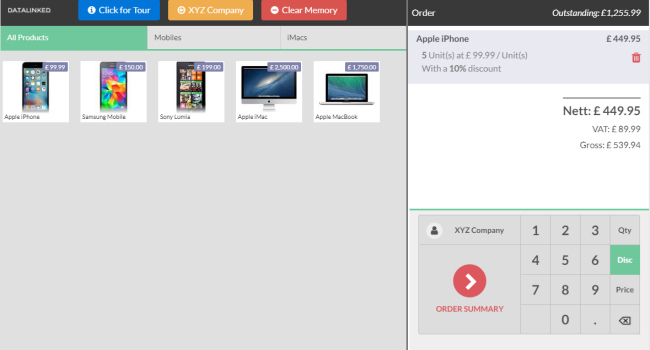 DATALINKED
Click for Tour
XYZ Company
Clear Memory
All Products
Mobiles
iMacs
£ 99.99
£ 150.00
£ 199.00
£ 2,500.00
£ 1,750.00
Apple iPhone
Samsung Mobile
Sony Lumia
Apple iMac
Apple MacBook
Order
Outstanding: £1,255.99
Apple iPhone
£ 449.95
5 Unit(s) at £ 99.99 / Unit(s)
With a 10% discount
Nett: £ 449.95
VAT: £ 89.99
Gross: £ 539.94
XYZ Company
1 2 3 Qty
4 5 6 Disc
7 8 9 Price
ORDER SUMMARY
0 .